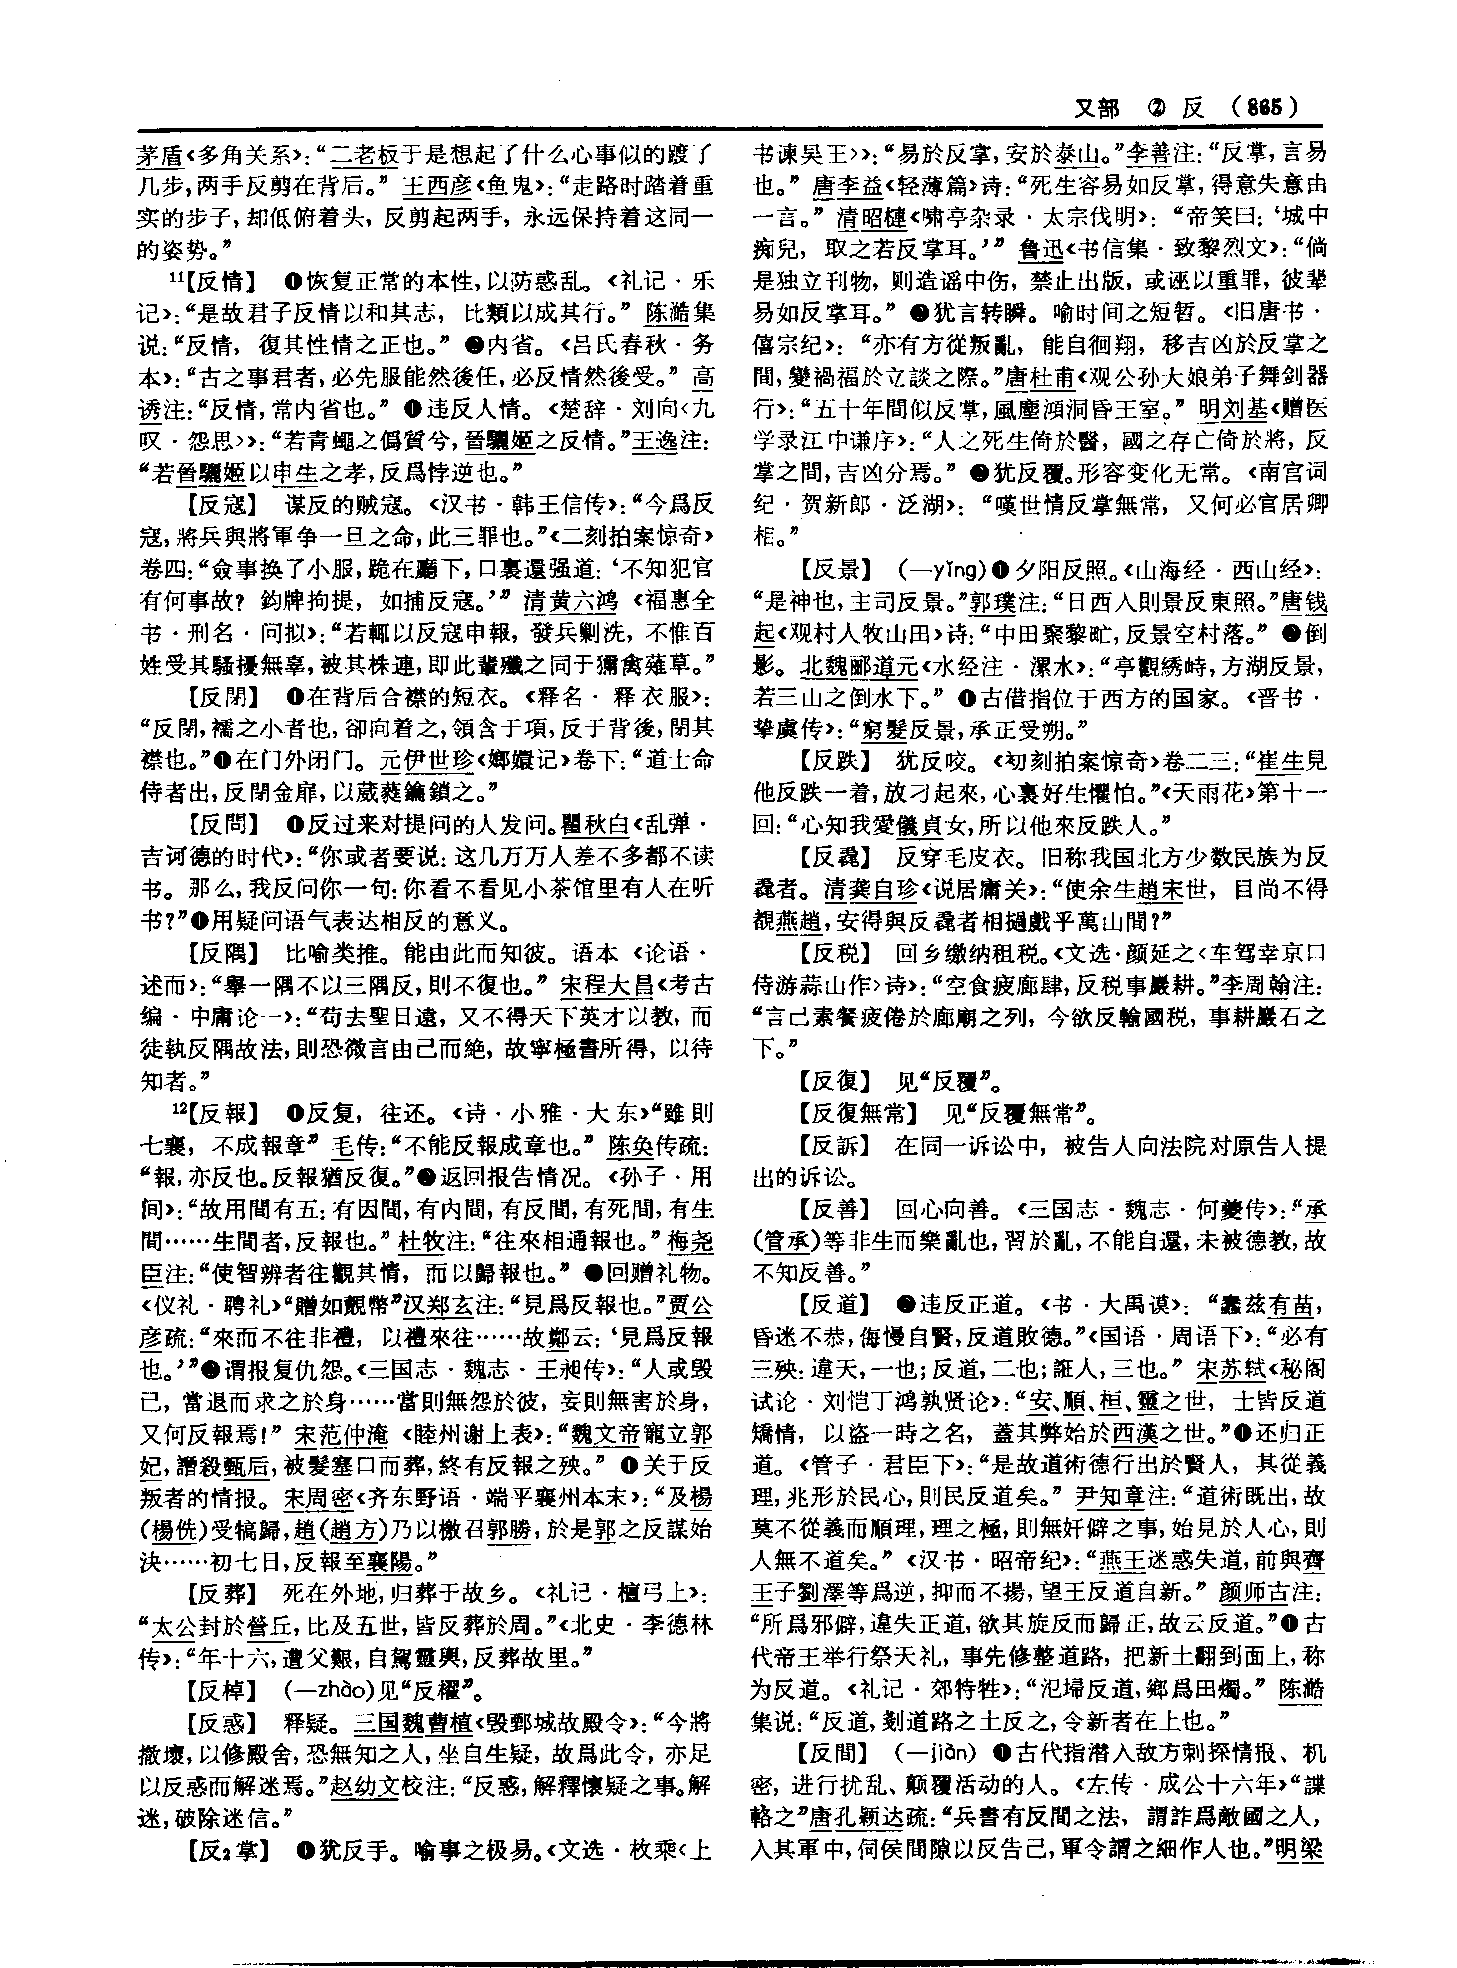 又部　②　反　（865）
茅盾《多角关系》：“二老板于是想起了什么心事似的踱了
几步，两手反剪在背后。”王西彦《鱼鬼》：“走路时踏着重
实的步子，却低俯着头，反剪起两手，永远保持着这同一
的姿势。”
11【反情】　❶恢复正常的本性，以防惑乱。《礼记·乐
记》：“是故君子反情以和其志，比類以成其行。”陈澔集
说：“反情，復其性情之正也。”❷内省。《吕氏春秋·务
本》：“古之事君者，必先服能然後任，必反情然後受。”高
诱注：“反情，常内省也。”❸违反人情。《楚辞·刘向〈九
叹·怨思〉》：“若青蠅之僞質兮，晉驪姬之反情。”王逸注：
“若晉驪姬以申生之孝，反爲悖逆也。”
【反寇】　谋反的贼寇。《汉书·韩王信传》：“今爲反
寇，將兵與將軍争一旦之命，此三罪也。”《二刻拍案惊奇》
卷四：“僉事换了小服，跪在廳下，口裏還强道：‘不知犯官
有何事故？鈞牌拘提，如捕反寇。’”清黄六鸿《福惠全
书·刑名·问拟》：“若輒以反寇申報，發兵剿洗，不惟百
姓受其騷擾無辜，被其株連，即此輩殲之同于獮禽薙草。”
【反閉】　❶在背后合襟的短衣。《释名·释衣服》：
“反閉，襦之小者也，卻向着之，領含于項，反于背後，閉其
襟也。”❷在门外闭门。元伊世珍《嫏嬛记》卷下：“道士命
侍者出，反閉金扉，以葳蕤鑰鎖之。”
【反問】　❶反过来对提问的人发问。瞿秋白《乱弹·
吉诃德的时代》：“你或者要说：这几万万人差不多都不读
书。那么，我反问你一句：你看不看见小茶馆里有人在听
书？”❷用疑问语气表达相反的意义。
【反隅】　比喻类推。能由此而知彼。语本《论语·
述而》：“舉一隅不以三隅反，則不復也。”宋程大昌《考古
编·中庸论一》：“苟去聖日遠，又不得天下英才以教，而
徒執反隅故法，則恐微言由己而絶，故寧極書所得，以待
知者。”
12【反報】　❶反复，往还。《诗·小雅·大东》“雖則
七襄，不成報章”毛传：“不能反報成章也。”陈奂传疏：
“報，亦反也。反報猶反復。”❷返回报告情况。《孙子·用
间》：“故用間有五：有因間，有内間，有反間，有死間，有生
間……生間者，反報也。”杜牧注：“往來相通報也。”梅尧
臣注：“使智辨者往觀其情，而以歸報也。”❸回赠礼物。
《仪礼·聘礼》“贈如覿幣”汉郑玄注：“見爲反報也。”贾公
彦疏：“來而不往非禮，以禮來往……故鄭云：‘見爲反報
也。’”❹谓报复仇怨。《三国志·魏志·王昶传》：“人或毁
己，當退而求之於身……當則無怨於彼，妄則無害於身，
又何反報焉！”宋范仲淹《睦州谢上表》：“魏文帝寵立郭
妃，譖殺甄后，被髮塞口而葬，終有反報之殃。”❺关于反
叛者的情报。宋周密《齐东野语·端平襄州本末》：“及楊
（楊侁）受犒歸，趙（趙方）乃以檄召郭勝，於是郭之反謀始
決……初七日，反報至襄陽。”
【反葬】　死在外地，归葬于故乡。《礼记·檀弓上》：
“太公封於營丘，比及五世，皆反葬於周。”《北史·李德林
传》：“年十六，遭父艱，自駕靈輿，反葬故里。”
【反棹】　（—zhào）见“反櫂”。
【反惑】　释疑。三国魏曹植《毁鄄城故殿令》：“今將
撤壞，以修殿舍，恐無知之人，坐自生疑，故爲此令，亦足
以反惑而解迷焉。”赵幼文校注：“反惑，解釋懷疑之事。解
迷，破除迷信。”
【反2掌】　❶犹反手。喻事之极易。《文选·枚乘〈上
书谏吴王〉》：“易於反掌，安於泰山。”李善注：“反掌，言易
也。”唐李益《轻薄篇》诗：“死生容易如反掌，得意失意由
一言。”清昭槤《啸亭杂录·太宗伐明》：“帝笑曰：‘城中
痴兒，取之若反掌耳。’”鲁迅《书信集·致黎烈文》：“倘
是独立刊物，则造谣中伤，禁止出版，或诬以重罪，彼辈
易如反掌耳。”❷犹言转瞬。喻时间之短暂。《旧唐书·
僖宗纪》：“亦有方從叛亂，能自徊翔，移吉凶於反掌之
間，變禍福於立談之際。”唐杜甫《观公孙大娘弟子舞剑器
行》：“五十年間似反掌，風塵澒洞昏王室。”明刘基《赠医
学录江中谦序》：“人之死生倚於醫，國之存亡倚於將，反
掌之間，吉凶分焉。”❸犹反覆。形容变化无常。《南宫词
纪·贺新郎·泛湖》：“嘆世情反掌無常，又何必官居卿
相。”
【反景】　（—yǐng）❶夕阳反照。《山海经·西山经》：
“是神也，主司反景。”郭璞注：“日西入則景反東照。”唐钱
起《观村人牧山田》诗：“中田聚黎甿，反景空村落。”❷倒
影。北魏郦道元《水经注·㶟水》：“亭觀綉峙，方湖反景，
若三山之倒水下。”❸古借指位于西方的国家。《晋书·
挚虞传》：“窮髮反景，承正受朔。”
【反跌】　犹反咬。《初刻拍案惊奇》卷二三：“崔生見
他反跌一着，放刁起來，心裏好生懼怕。”《天雨花》第十一
回：“心知我愛儀貞女，所以他來反跌人。”
【反毳】　反穿毛皮衣。旧称我国北方少数民族为反
毳者。清龚自珍《说居庸关》：“使余生趙宋世，目尚不得
覩燕趙，安得與反毳者相撾戲乎萬山間？”
【反税】　回乡缴纳租税。《文选·颜延之〈车驾幸京口
侍游蒜山作〉诗》：“空食疲廊肆，反税事巖耕。”李周翰注：
“言己素餐疲倦於廊廟之列，今欲反輸國税，事耕巖石之
下。”
【反復】　见“反覆”。
【反復無常】　见“反覆無常”。
【反訴】　在同一诉讼中，被告人向法院对原告人提
出的诉讼。
【反善】　回心向善。《三国志·魏志·何夔传》：“承
（管承）等非生而樂亂也，習於亂，不能自還，未被德教，故
不知反善。”
【反道】　❶违反正道。《书·大禹谟》：“蠢兹有苗，
昏迷不恭，侮慢自賢，反道敗德。”《国语·周语下》：“必有
三殃：違天，一也；反道，二也；誑人，三也。”宋苏轼《秘阁
试论·刘恺丁鸿孰贤论》：“安、順、桓、靈之世，士皆反道
矯情，以盜一時之名，蓋其弊始於西漢之世。”❷还归正
道。《管子·君臣下》：“是故道術德行出於賢人，其從義
理，兆形於民心，則民反道矣。”尹知章注：“道術既出，故
莫不從義而順理，理之極，則無奸僻之事，始見於人心，則
人無不道矣。”《汉书·昭帝纪》：“燕王迷惑失道，前與齊
王子劉澤等爲逆，抑而不揚，望王反道自新。”颜师古注：
“所爲邪僻，違失正道，欲其旋反而歸正，故云反道。”❸古
代帝王举行祭天礼，事先修整道路，把新土翻到面上，称
为反道。《礼记·郊特牲》：“汜埽反道，鄉爲田燭。”陈澔
集说：“反道，剗道路之土反之，令新者在上也。”
【反間】　（—jiàn）　❶古代指潜入敌方刺探情报、机
密，进行扰乱、颠覆活动的人。《左传·成公十六年》“諜
輅之”唐孔颖达疏：“兵書有反間之法，謂詐爲敵國之人，
入其軍中，伺侯間隙以反告己，軍令謂之細作人也。”明梁